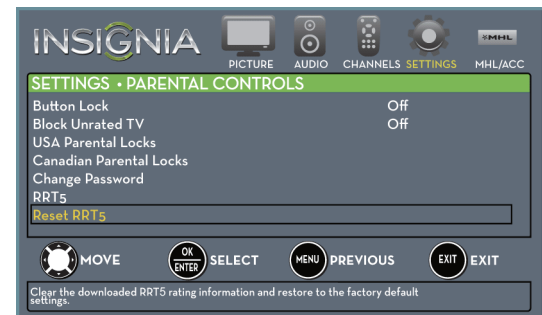 INSIGNIA
PICTURE AUDIO CHANNELS SETTINGS MHL MHL/ACC
SETTINGS • PARENTAL CONTROLS
Button Lock Off
Block Unrated TV Off
USA Parental Locks
Canadian Parental Locks
Change Password
RRT5
Reset RRT5
MOVE OK ENTER SELECT MENU PREVIOUS EXIT EXIT
Clear the downloaded RRT5 rating information and restore to the factory default
settings.